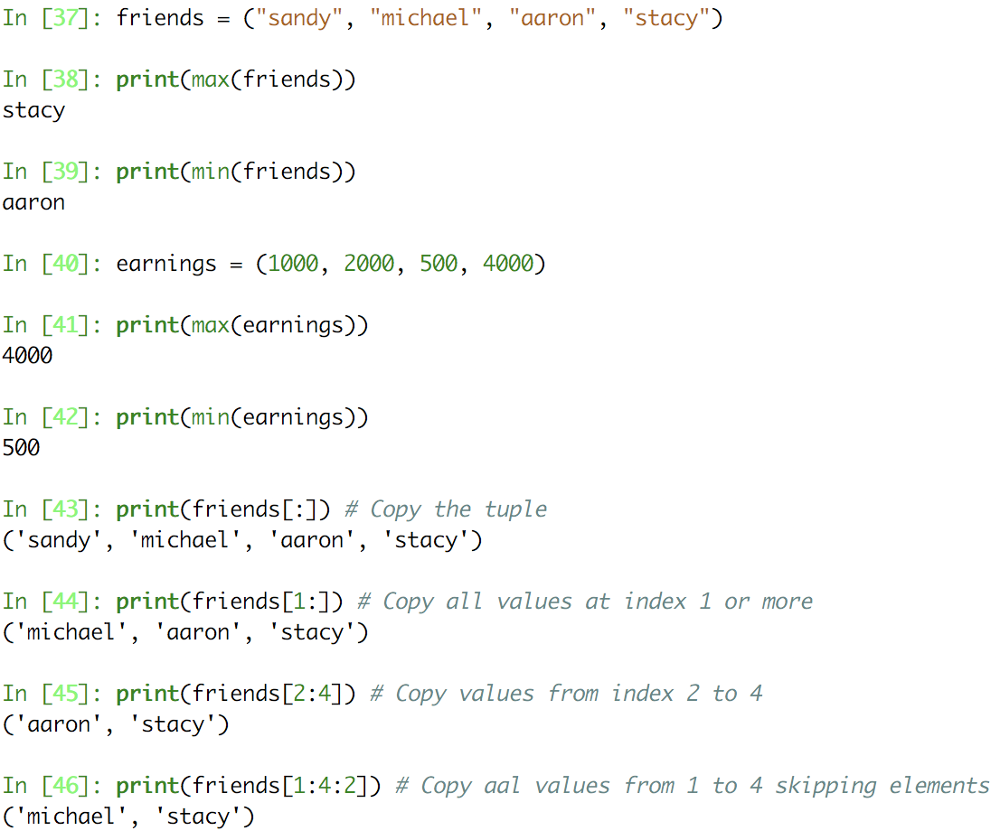 In [37]: friends = ("sandy", "michael", "aaron", "stacy")
In [38]: print(max(friends))
stacy
In [39]: print(min(friends))
aaron
In [40]: earnings = (1000, 2000, 500, 4000)
In [41]: print(max(earnings))
4000
In [42]: print(min(earnings))
500
In [43]: print(friends[:]) # Copy the tuple
('sandy', 'michael', 'aaron', 'stacy')
In [44]: print(friends[1:]) # Copy all values at index 1 or more
('michael', 'aaron', 'stacy')
In [45]: print(friends[2:4]) # Copy values from index 2 to 4
('aaron', 'stacy')
In [46]: print(friends[1:4:2]) # Copy aal values from 1 to 4 skipping elements
('michael', 'stacy')